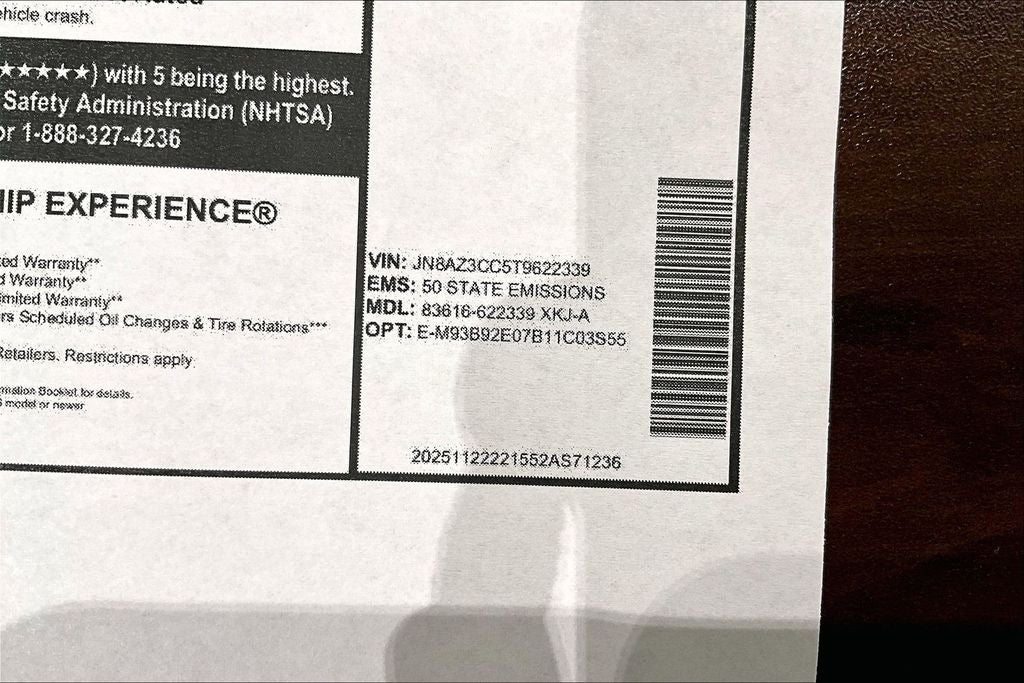 ehicle crash.
★★★★★) with 5 being the highest.
Safety Administration (NHTSA)
or 1-888-327-4236
HIP EXPERIENCE®
ted Warranty**
d Warranty**
imited Warranty**
rs Scheduled Oil Changes & Tire Rotations***
Retailers. Restrictions apply
rmation Booklet for details.
model or newer
VIN: JN8AZ3CC5T9622339
EMS: 50 STATE EMISSIONS
MDL: 83616-622339 XKJ-A
OPT: E-M93B92E07B11C03S55
20251122221552AS71236